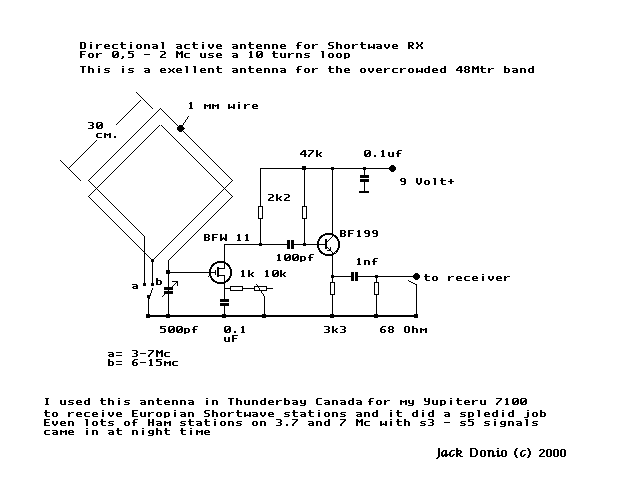 Directional active antenne for Shortwave RX
For 0,5 - 2 Mc use a 10 turns loop
This is a exellent antenna for the overcrowded 48Mtr band
1 mm wire
30
cm.
47k
0.1uf
9 Volt+
2k2
BFW 11
BF199
100pf
1nf
1k 10k
to receiver
a
b
500pf
0.1
uF
3k3
68 Ohm
a= 3-7Mc
b= 6-15mc
I used this antenna in Thunderbay Canada for my Yupiteru 7100
to receive Europian Shortwave stations and it did a spledid job
Even lots of Ham stations on 3.7 and 7 Mc with s3 - s5 signals
came in at night time
Jack Donio (c) 2000